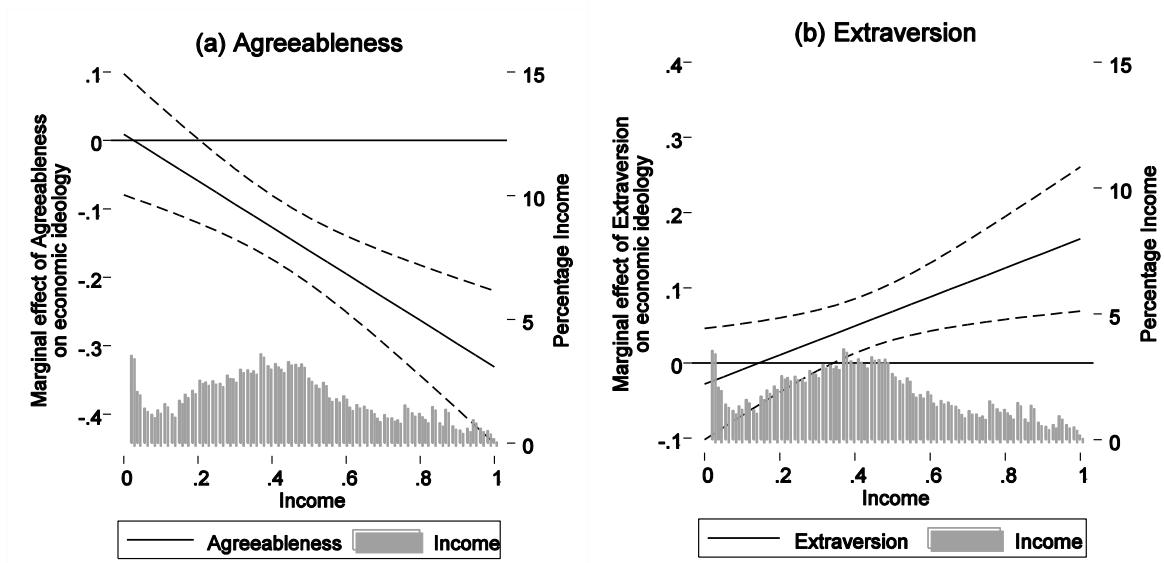 (a) Agreeableness
Marginal effect of Agreeableness
on economic ideology
.1
0
-.1
-.2
-.3
-.4
15
10
5
0
Percentage Income
0 .2 .4 .6 .8 1
Income
Agreeableness Income
(b) Extraversion
Marginal effect of Extraversion
on economic ideology
.4
.3
.2
.1
0
-.1
15
10
5
0
Percentage Income
0 .2 .4 .6 .8 1
Income
Extraversion Income